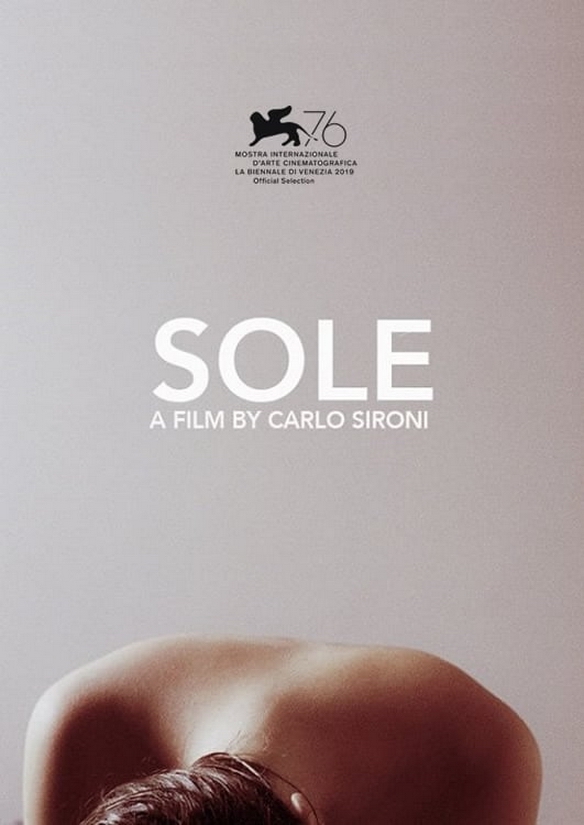 76
MOSTRA INTERNAZIONALE
D'ARTE CINEMATOGRAFICA
LA BIENNALE DI VENEZIA 2019
Official Selection
SOLE
A FILM BY CARLO SIRONI